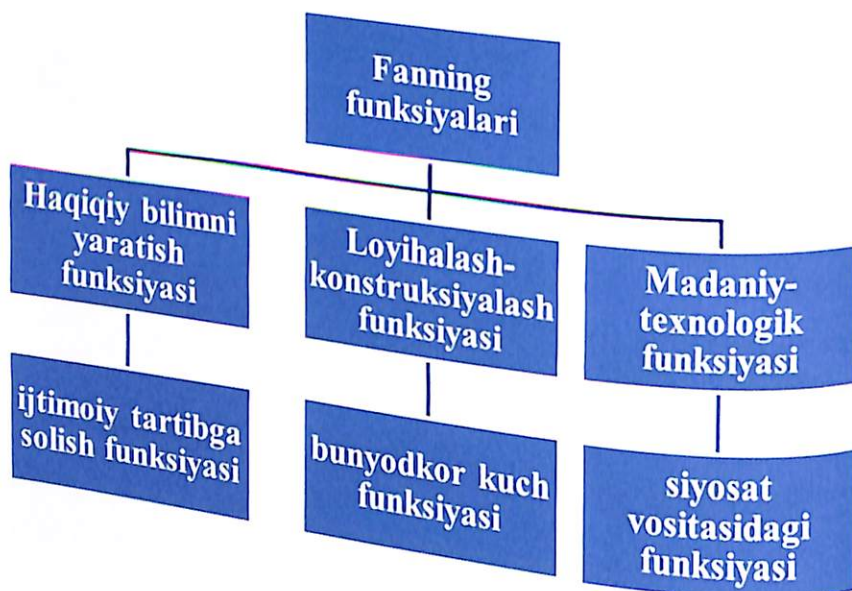 Fanning
funksiyalari
Haqiqiy bilimni
yaratish
funksiyasi
Loyihalash-
konstruksiyalash
funksiyasi
Madaniy-
texnologik
funksiyasi
ijtimoiy tartibga
solish funksiyasi
bunyodkor kuch
funksiyasi
siyosat
vositasidagi
funksiyasi